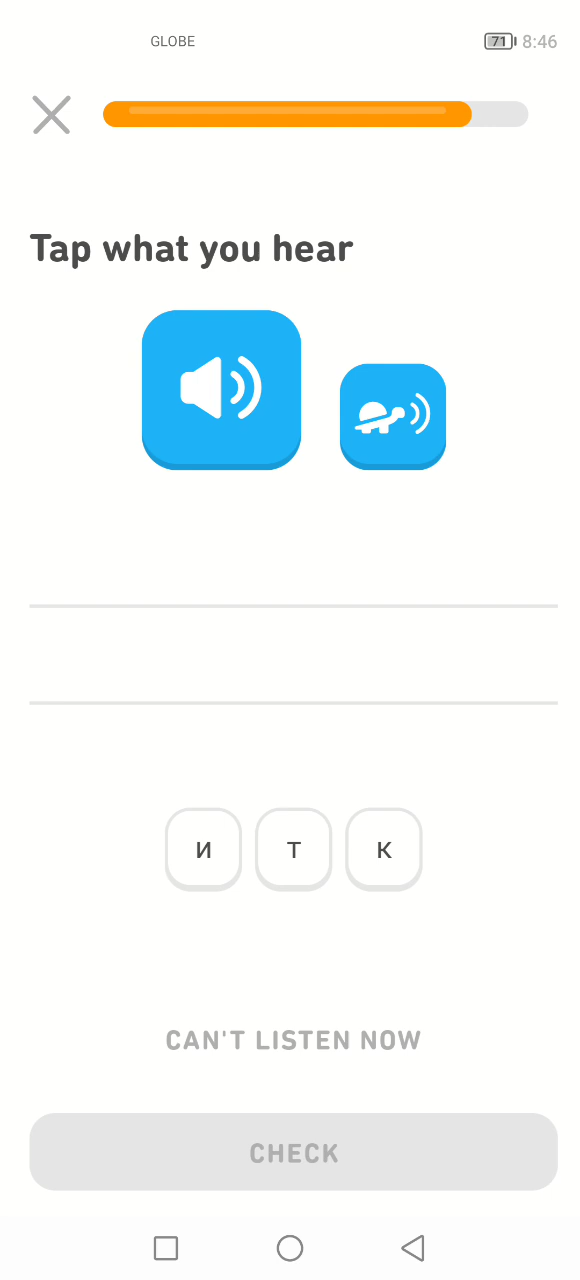 GLOBE 71 8:46
Tap what you hear
и т к
CAN'T LISTEN NOW
CHECK